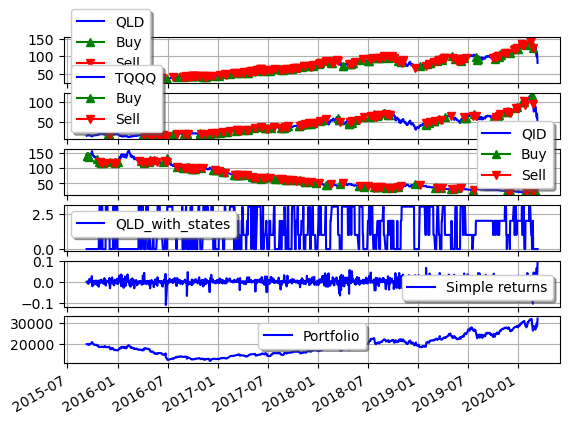 QLD
Buy
Sell
150
100
50
TQQQ
Buy
Sell
100
50
QID
Buy
Sell
150
100
50
QLD_with_states
2.5
0.0
Simple returns
0.1
0.0
−0.1
Portfolio
30000
20000
2015-07
2016-01
2016-07
2017-01
2017-07
2018-01
2018-07
2019-01
2019-07
2020-01